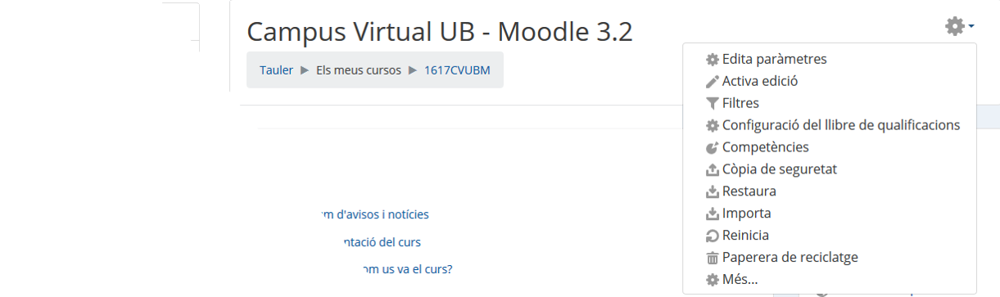 Campus Virtual UB - Moodle 3.2
Tauler ▶ Els meus cursos ▶ 1617CVUBM
Edita paràmetres
Activa edició
Filtres
Configuració del llibre de qualificacions
Competències
Còpia de seguretat
Restaura
Importa
Reinicia
Paperera de reciclatge
Més...
d'avisos i notícies
del curs
us va el curs?